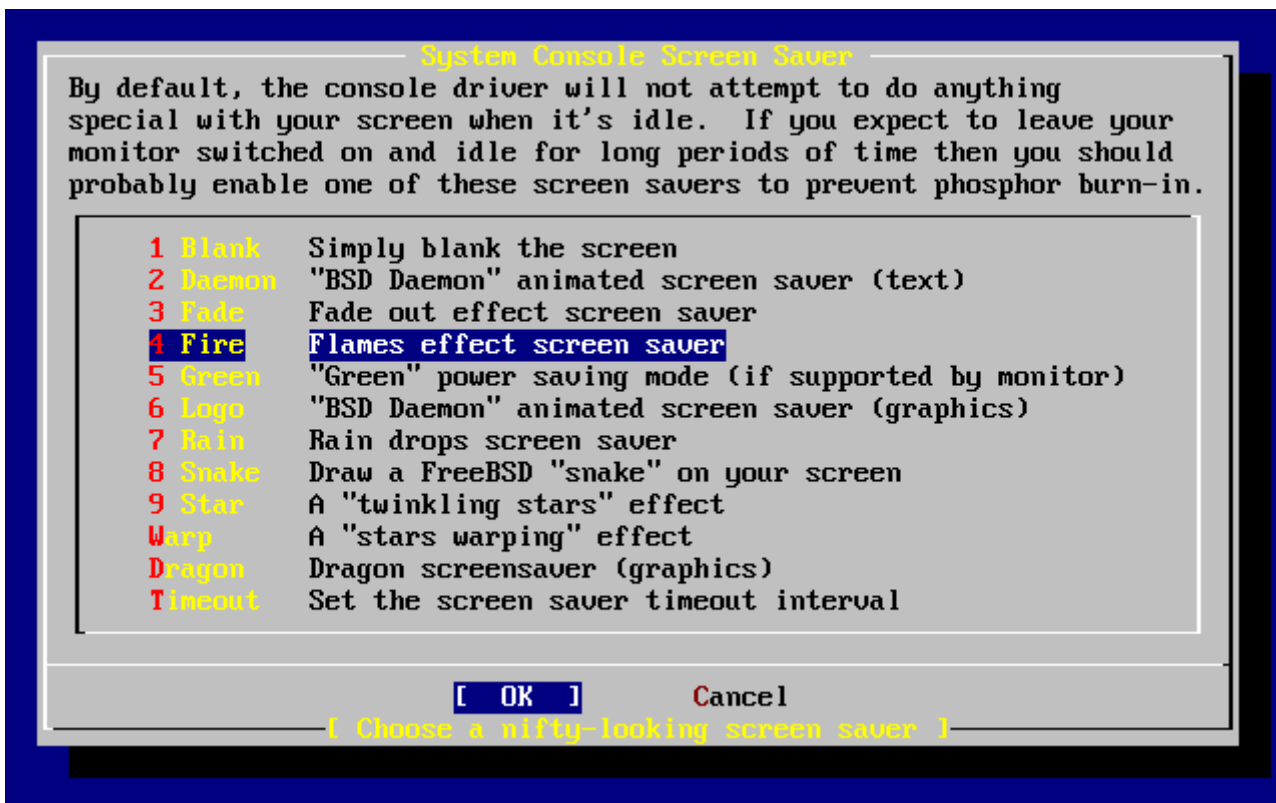 System Console Screen Saver
By default, the console driver will not attempt to do anything
special with your screen when it's idle.  If you expect to leave your
monitor switched on and idle for long periods of time then you should
probably enable one of these screen savers to prevent phosphor burn-in.
1 Blank   Simply blank the screen
2 Daemon  "BSD Daemon" animated screen saver (text)
3 Fade    Fade out effect screen saver
4 Fire    Flames effect screen saver
5 Green   "Green" power saving mode (if supported by monitor)
6 Logo    "BSD Daemon" animated screen saver (graphics)
7 Rain    Rain drops screen saver
8 Snake   Draw a FreeBSD "snake" on your screen
9 Star    A "twinkling stars" effect
Warp      A "stars warping" effect
Dragon    Dragon screensaver (graphics)
Timeout   Set the screen saver timeout interval
[  OK  ]       Cancel
[ Choose a nifty-looking screen saver ]